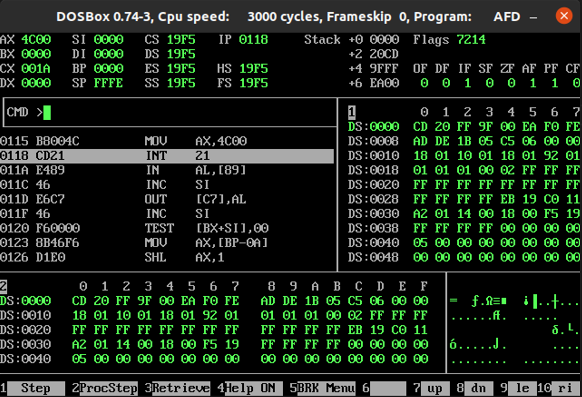 DOSBox 0.74-3, Cpu speed: 3000 cycles, Frameskip 0, Program: AFD
AX 4C00 SI 0000 CS 19F5 IP 0118 Stack +0 0000 Flags 7214
BX 0000 DI 0000 DS 19F5 +2 20CD
CX 001A BP 0000 ES 19F5 HS 19F5 +4 9FFF OF DF IF SF ZF AF PF CF
DX 0000 SP FFFE SS 19F5 FS 19F5 +6 EA00 0 0 1 0 0 1 1 0
CMD >
1 0 1 2 3 4 5 6 7
DS:0000 CD 20 FF 9F 00 EA F0 FE
0115 B8004C MOV AX,4C00 DS:0008 AD DE 1B 05 C5 06 00 00
0118 CD21 INT 21 DS:0010 18 01 10 01 18 01 92 01
011A E489 IN AL,[89] DS:0018 01 01 01 00 02 FF FF FF
011C 46 INC SI DS:0020 FF FF FF FF FF FF FF FF
011D E6C7 OUT [C7],AL DS:0028 FF FF FF FF EB 19 C0 11
011F 46 INC SI DS:0030 A2 01 14 00 18 00 F5 19
0120 F60000 TEST [BX+SI],00 DS:0038 FF FF FF FF 00 00 00 00
0123 8B46F6 MOV AX,[BP-0A] DS:0040 05 00 00 00 00 00 00 00
0126 D1E0 SHL AX,1 DS:0048 00 00 00 00 00 00 00 00
2 0 1 2 3 4 5 6 7 8 9 A B C D E F
DS:0000 CD 20 FF 9F 00 EA F0 FE AD DE 1B 05 C5 06 00 00
DS:0010 18 01 10 01 18 01 92 01 01 01 01 00 02 FF FF FF
DS:0020 FF FF FF FF FF FF FF FF FF FF FF FF EB 19 C0 11
DS:0030 A2 01 14 00 18 00 F5 19 FF FF FF FF 00 00 00 00
DS:0040 05 00 00 00 00 00 00 00 00 00 00 00 00 00 00 00
1 Step 2 ProcStep 3 Retrieve 4 Help ON 5 BRK Menu 6 7 up 8 dn 9 le 10 ri